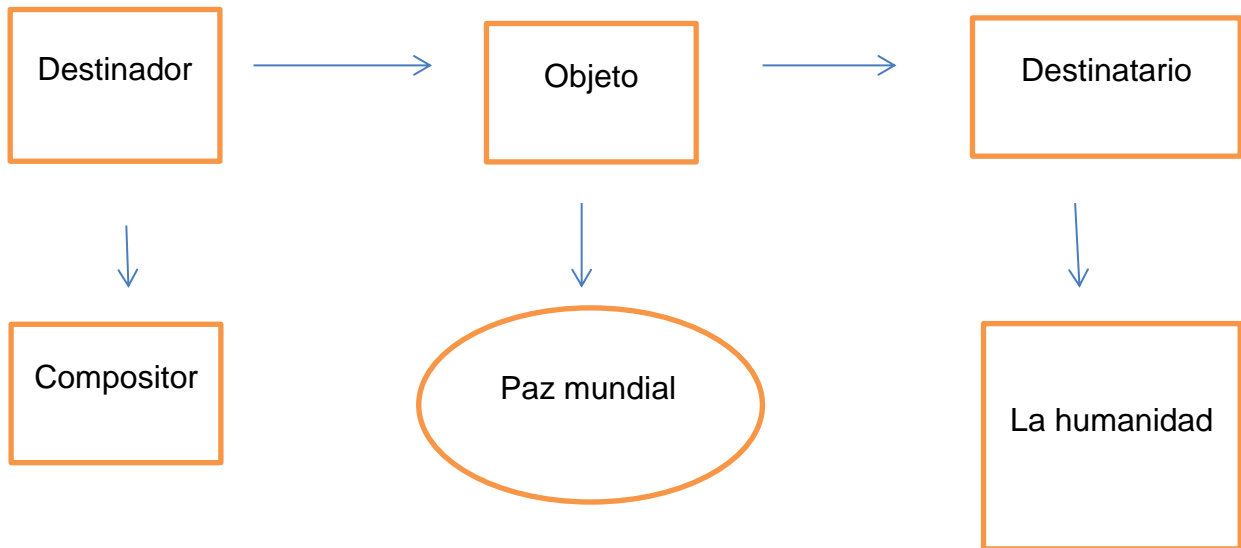 Destinador
Objeto
Destinatario
Compositor
Paz mundial
La humanidad